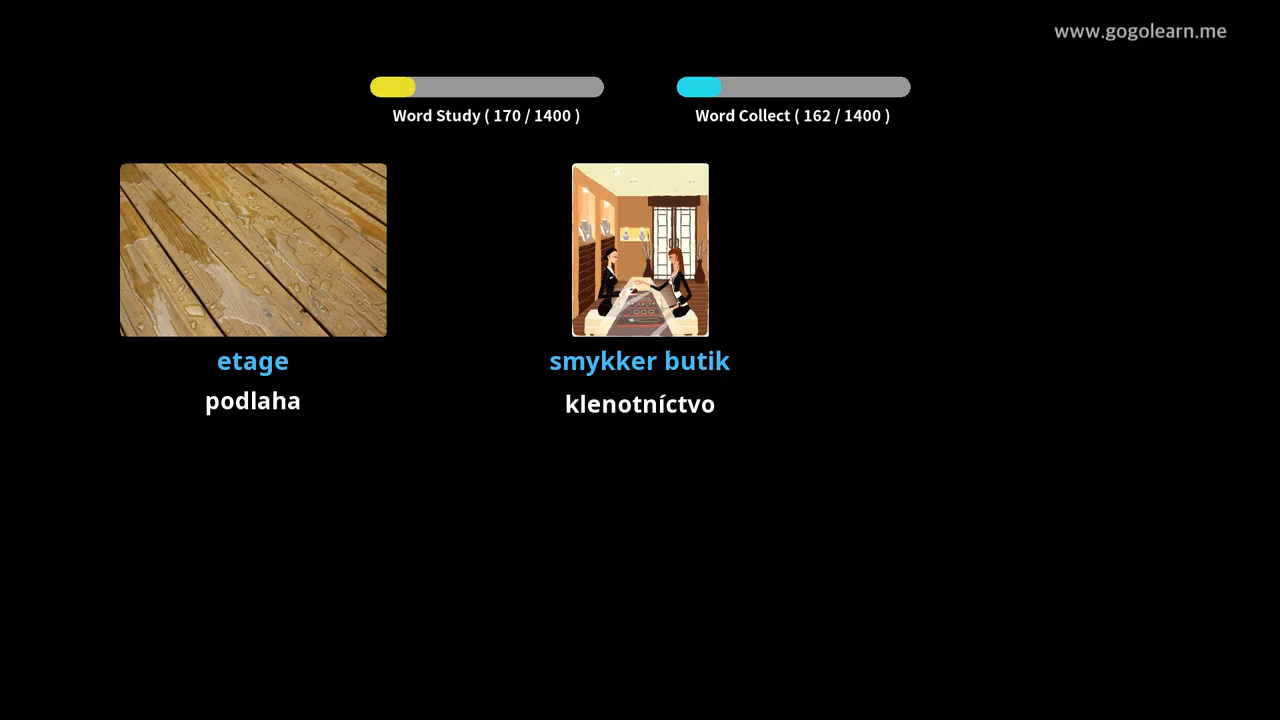 www.gogolearn.me
Word Study ( 170 / 1400 )
Word Collect ( 162 / 1400 )
etage
podlaha
smykker butik
klenotníctvo